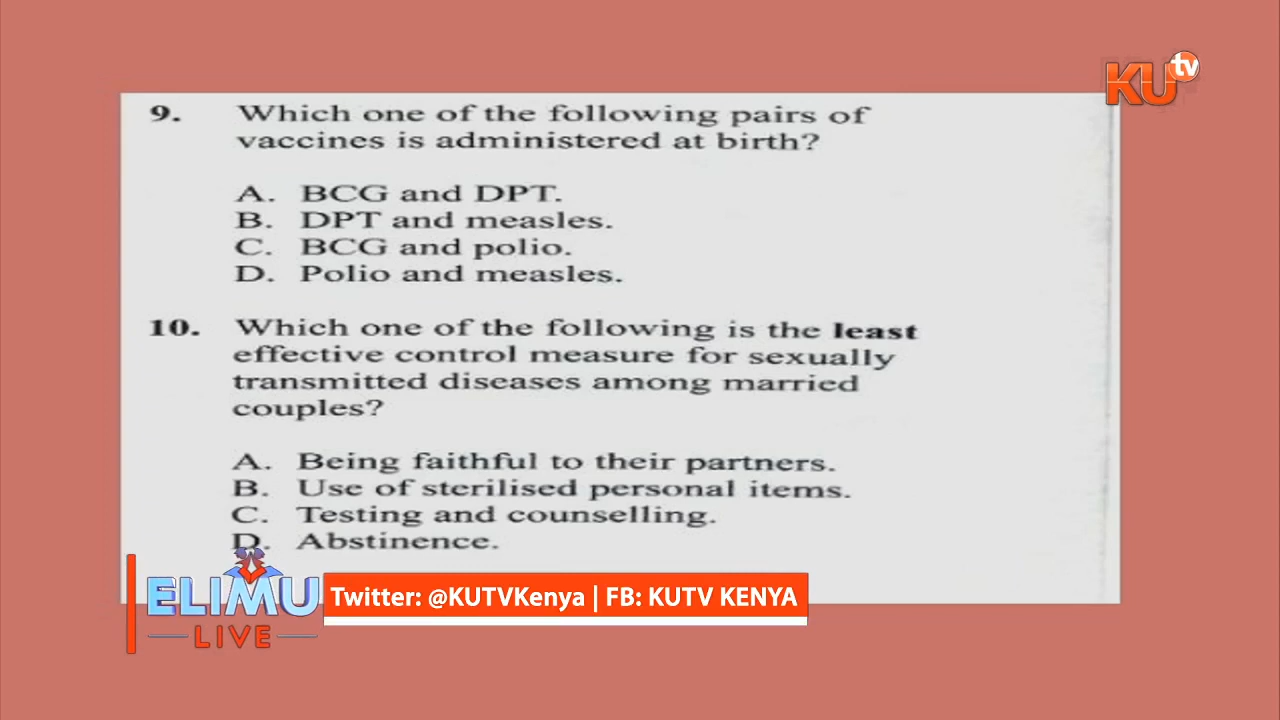 KU tv
9. Which one of the following pairs of
vaccines is administered at birth?
A. BCG and DPT.
B. DPT and measles.
C. BCG and polio.
D. Polio and measles.
10. Which one of the following is the least
effective control measure for sexually
transmitted diseases among married
couples?
A. Being faithful to their partners.
B. Use of sterilised personal items.
C. Testing and counselling.
D. Abstinence.
ELIMU
LIVE
Twitter: @KUTVKenya | FB: KUTV KENYA